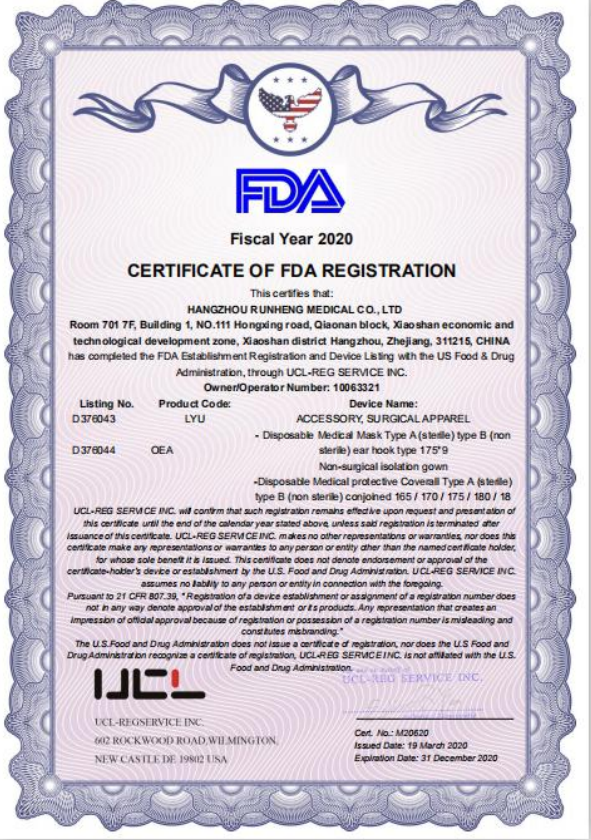 FDA
Fiscal Year 2020
CERTIFICATE OF FDA REGISTRATION
This certifies that:
HANGZHOU RUNHENG MEDICAL CO., LTD
Room 701 7F, Building 1, NO.111 Hongxing road, Qiaonan block, Xiaoshan economic and
technological development zone, Xiaoshan district Hangzhou, Zhejiang, 311215, CHINA
has completed the FDA Establishment Registration and Device Listing with the US Food & Drug
Administration, through UCL-REG SERVICE INC.
Owner/Operator Number: 10063321
Listing No. Product Code: Device Name:
D376043 LYU ACCESSORY, SURGICAL APPAREL
- Disposable Medical Mask Type A (sterile) type B (non
D376044 OEA sterile) ear hook type 175*9
Non-surgical isolation gown
-Disposable Medical protective Coverall Type A (sterile)
type B (non sterile) conjoined 165 / 170 / 175 / 180 / 18
UCL-REG SERVICE INC. will confirm that such registration remains effective upon request and presentation of
this certificate until the end of the calendar year stated above, unless said registration is terminated after
issuance of this certificate. UCL-REG SERVICE INC. makes no other representations or warranties, nor does this
certificate make any representations or warranties to any person or entity other than the named certificate holder,
for whose sole benefit it is issued. This certificate does not denote endorsement or approval of the
certificate-holder's device or establishment by the U.S. Food and Drug Administration. UCL-REG SERVICE INC.
assumes no liability to any person or entity in connection with the foregoing.
Pursuant to 21 CFR 807.39, "Registration of a device establishment or assignment of a registration number does
not in any way denote approval of the establishment or its products. Any representation that creates an
impression of official approval because of registration or possession of a registration number is misleading and
constitutes misbranding."
The U.S.Food and Drug Administration does not issue a certificate of registration, nor does the U.S Food and
Drug Administration recognize a certificate of registration, UCL-REG SERVICE INC. is not affiliated with the U.S.
Food and Drug Administration.
UCL-REG SERVICE INC.
UCL
UCL-REGSERVICE INC.
602 ROCKWOOD ROAD,WILMINGTON,
NEW CASTLE DE 19802 USA
Cert. No.: M20620
Issued Date: 19 March 2020
Expiration Date: 31 December 2020